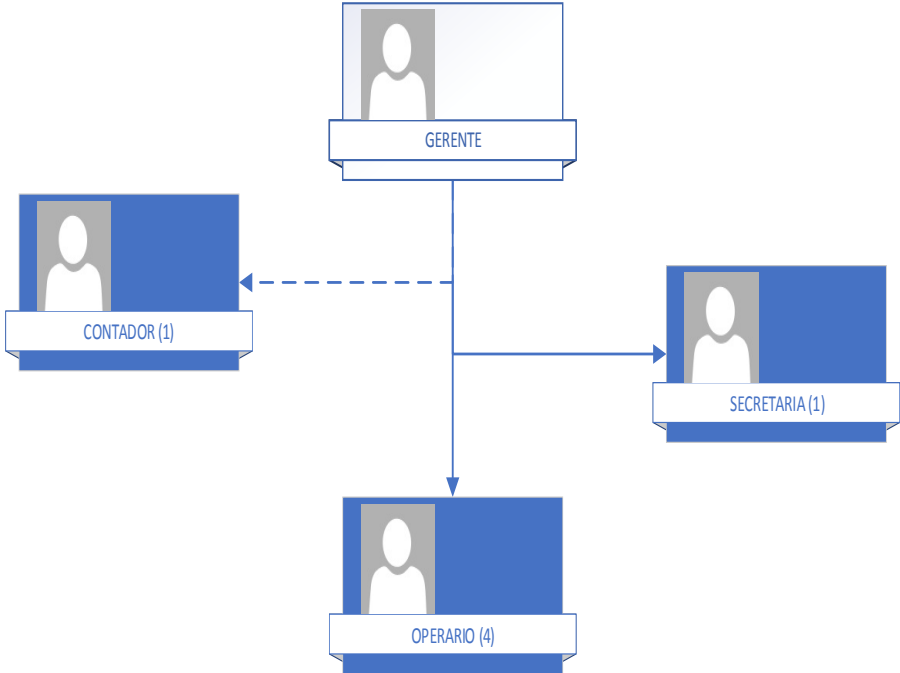 GERENTE
CONTADOR (1)
SECRETARIA (1)
OPERARIO (4)